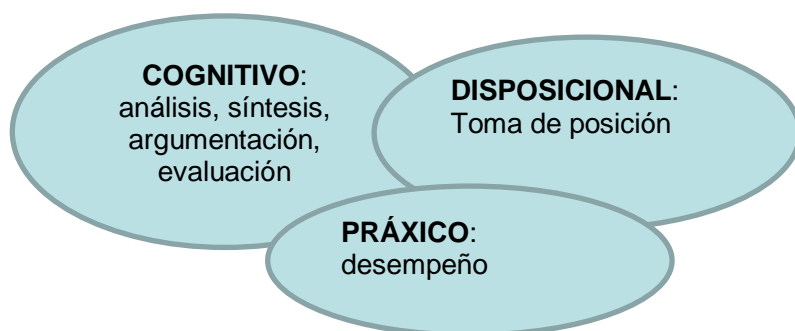 COGNITIVO:
análisis, síntesis,
argumentación,
evaluación
DISPOSICIONAL:
Toma de posición
PRÁXICO:
desempeño